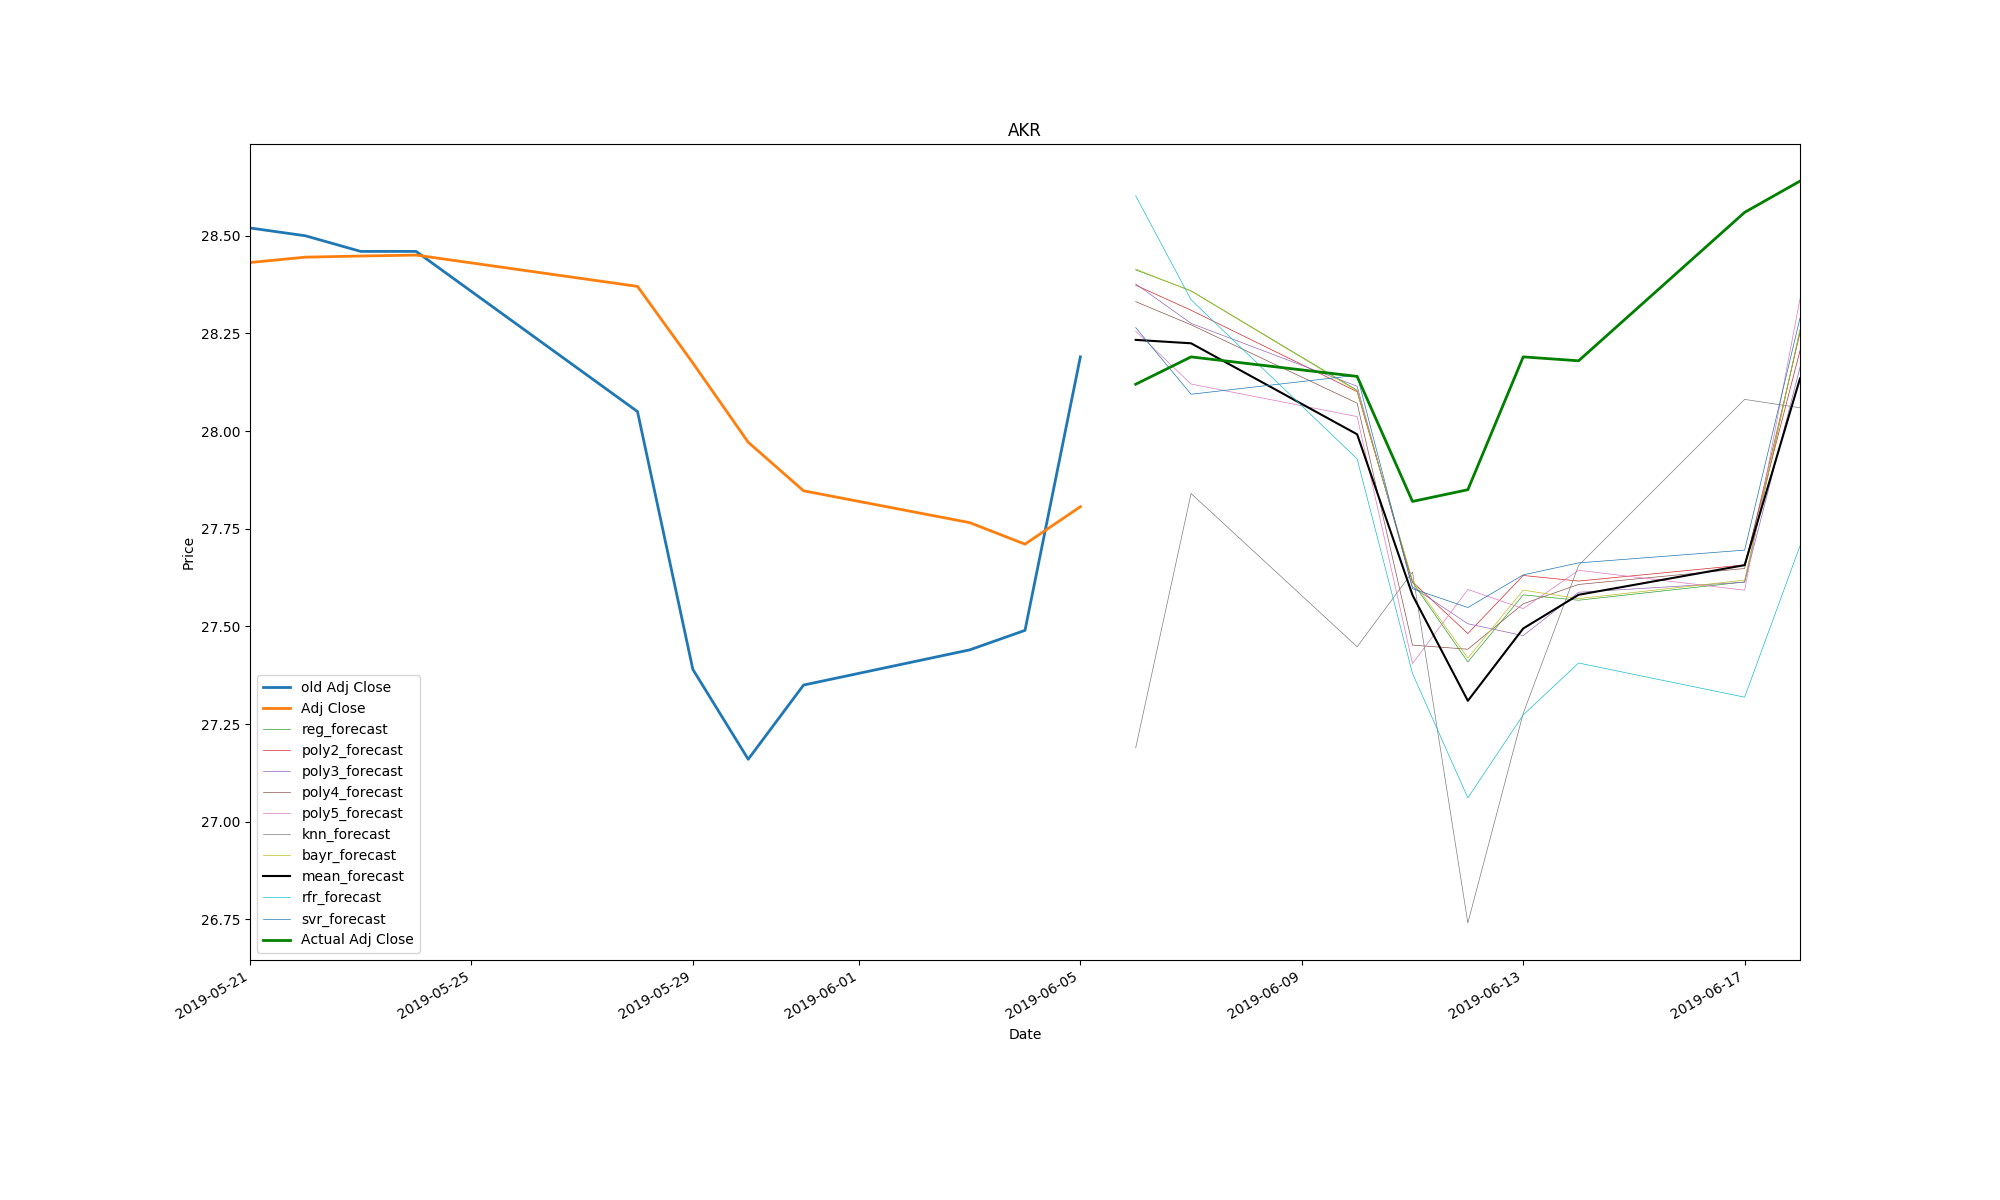 AKR
28.50
28.25
28.00
27.75
27.50
27.25
27.00
26.75
Price
old Adj Close
Adj Close
reg_forecast
poly2_forecast
poly3_forecast
poly4_forecast
poly5_forecast
knn_forecast
bayr_forecast
mean_forecast
rfr_forecast
svr_forecast
Actual Adj Close
2019-05-21
2019-05-25
2019-05-29
2019-06-01
2019-06-05
2019-06-09
2019-06-13
2019-06-17
Date